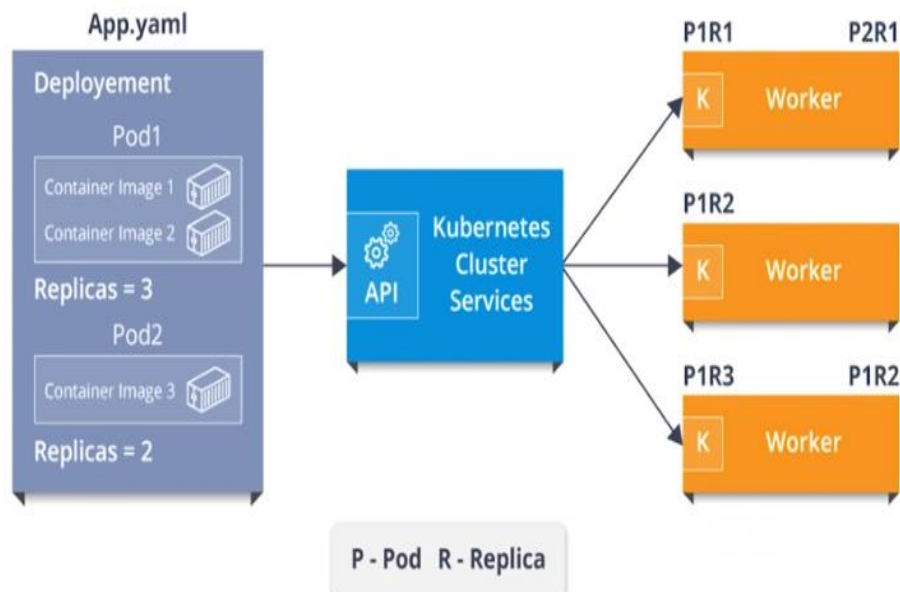 App.yaml
Deployement
Pod1
Container Image 1
Container Image 2
Replicas = 3
Pod2
Container Image 3
Replicas = 2
API
Kubernetes
Cluster
Services
P1R1 P2R1
K Worker
P1R2
K Worker
P1R3 P1R2
K Worker
P - Pod R - Replica